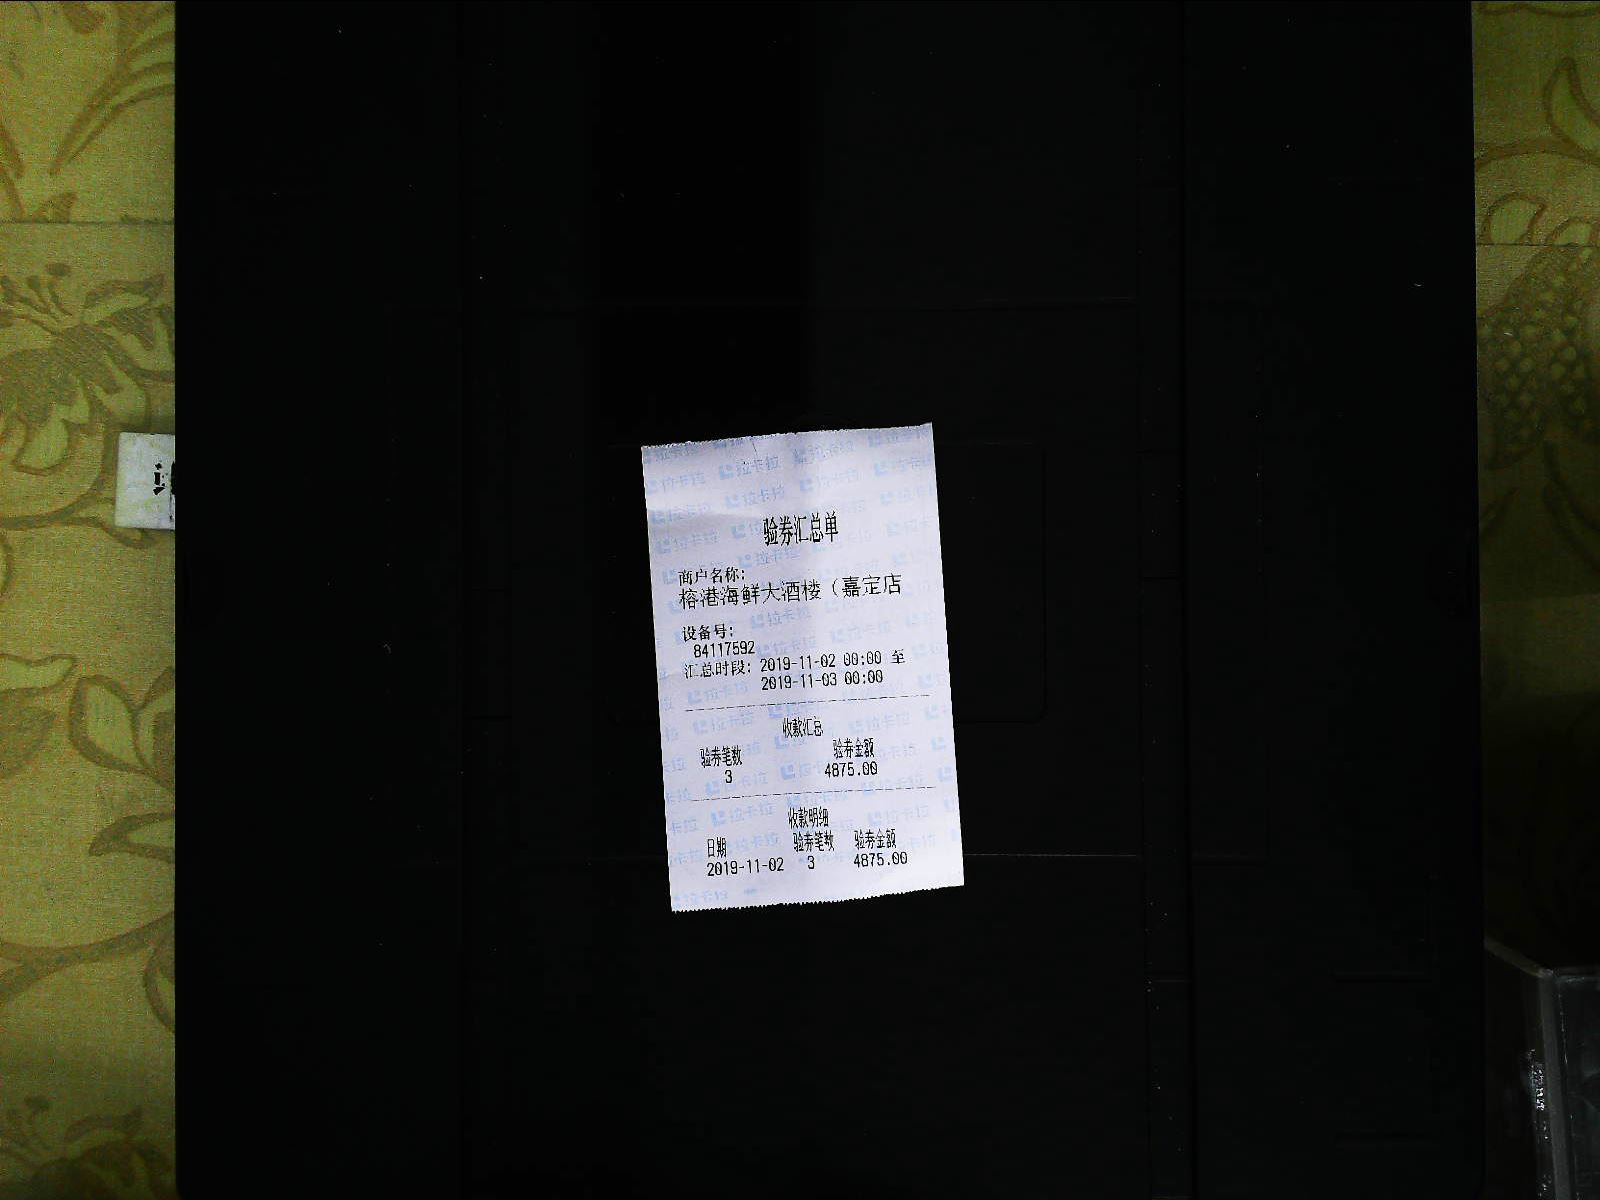 验券汇总单
商户名称:
榕港海鲜大酒楼（嘉定店
设备号:
84117592
汇总时段: 2019-11-02 00:00 至
2019-11-03 00:00
收款汇总
验券笔数 验券金额
3 4875.00
收款明细
日期 验券笔数 验券金额
2019-11-02 3 4875.00
拉卡拉